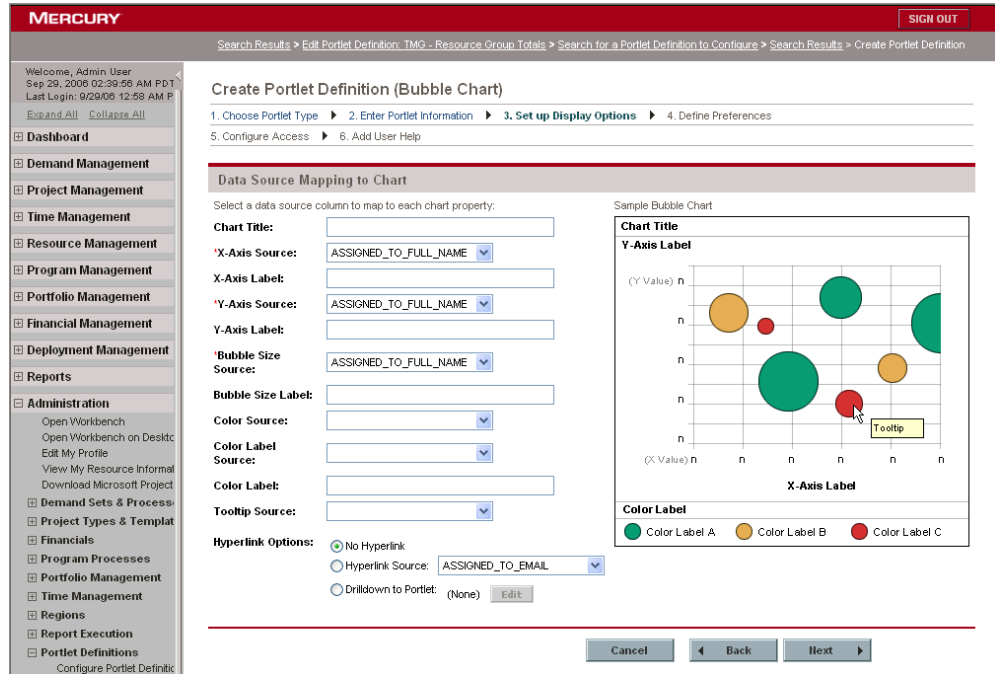 MERCURY
SIGN OUT
Search Results > Edit Portlet Definition: TMG - Resource Group Totals > Search for a Portlet Definition to Configure > Search Results > Create Portlet Definition
Welcome, Admin User
Sep 29, 2006 02:39:56 AM PDT
Last Login: 9/29/06 12:58 AM P
Expand All Collapse All
Dashboard
Demand Management
Project Management
Time Management
Resource Management
Program Management
Portfolio Management
Financial Management
Deployment Management
Reports
Administration
Open Workbench
Open Workbench on Deskto
Edit My Profile
View My Resource Informat
Download Microsoft Project
Demand Sets & Process
Project Types & Templat
Financials
Program Processes
Portfolio Management
Time Management
Regions
Report Execution
Portlet Definitions
Configure Portlet Definitic
Create Portlet Definition (Bubble Chart)
1. Choose Portlet Type 2. Enter Portlet Information 3. Set up Display Options 4. Define Preferences
5. Configure Access 6. Add User Help
Data Source Mapping to Chart
Select a data source column to map to each chart property:
Chart Title:
*X-Axis Source: ASSIGNED_TO_FULL_NAME
X-Axis Label:
*Y-Axis Source: ASSIGNED_TO_FULL_NAME
Y-Axis Label:
*Bubble Size
Source: ASSIGNED_TO_FULL_NAME
Bubble Size Label:
Color Source:
Color Label
Source:
Color Label:
Tooltip Source:
Hyperlink Options: No Hyperlink
Hyperlink Source: ASSIGNED_TO_EMAIL
Drilldown to Portlet: (None) Edit
Sample Bubble Chart
Chart Title
Y-Axis Label
(Y Value) n
n
n
n
n
Tooltip
(X Value) n n n n n n
X-Axis Label
Color Label
Color Label A Color Label B Color Label C
Cancel Back Next